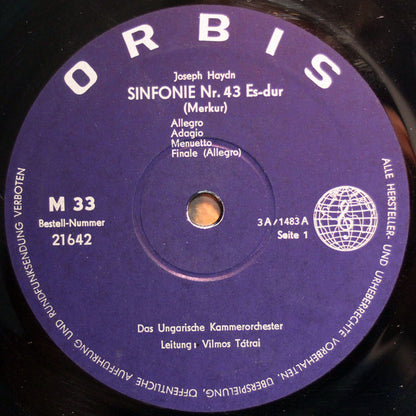 ORBIS
Joseph Haydn
SINFONIE Nr. 43 Es-dur
(Merkur)
Allegro
Adagio
Menuetto
Finale (Allegro)
M 33
Bestell-Nummer
21642
3 A/1483 A
Seite 1
Das Ungarische Kammerorchester
Leitung: Vilmos Tátrai
ALLE HERSTELLER- UND URHEBERRECHTE VORBEHALTEN. ÜBERSPIELUNG, ÖFFENTLICHE AUFFÜHRUNG UND RUNDFUNKSENDUNG VERBOTEN